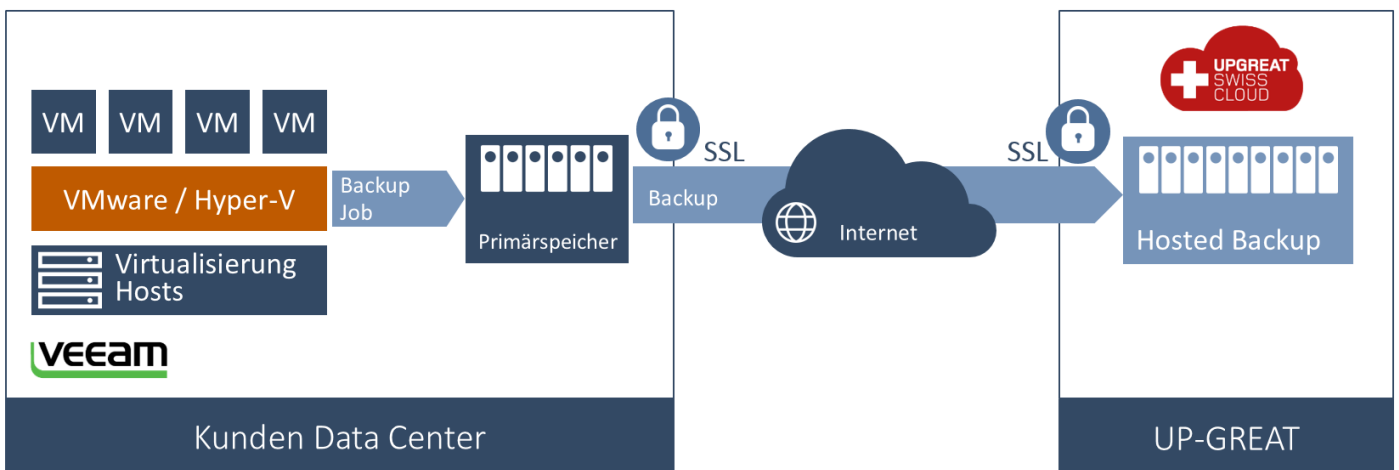 VM VM VM VM
VMware / Hyper-V
Virtualisierung
Hosts
veeam
Backup
Job
Primärspeicher
SSL
Backup
Internet
SSL
UPGREAT
SWISS
CLOUD
Hosted Backup
Kunden Data Center
UP-GREAT